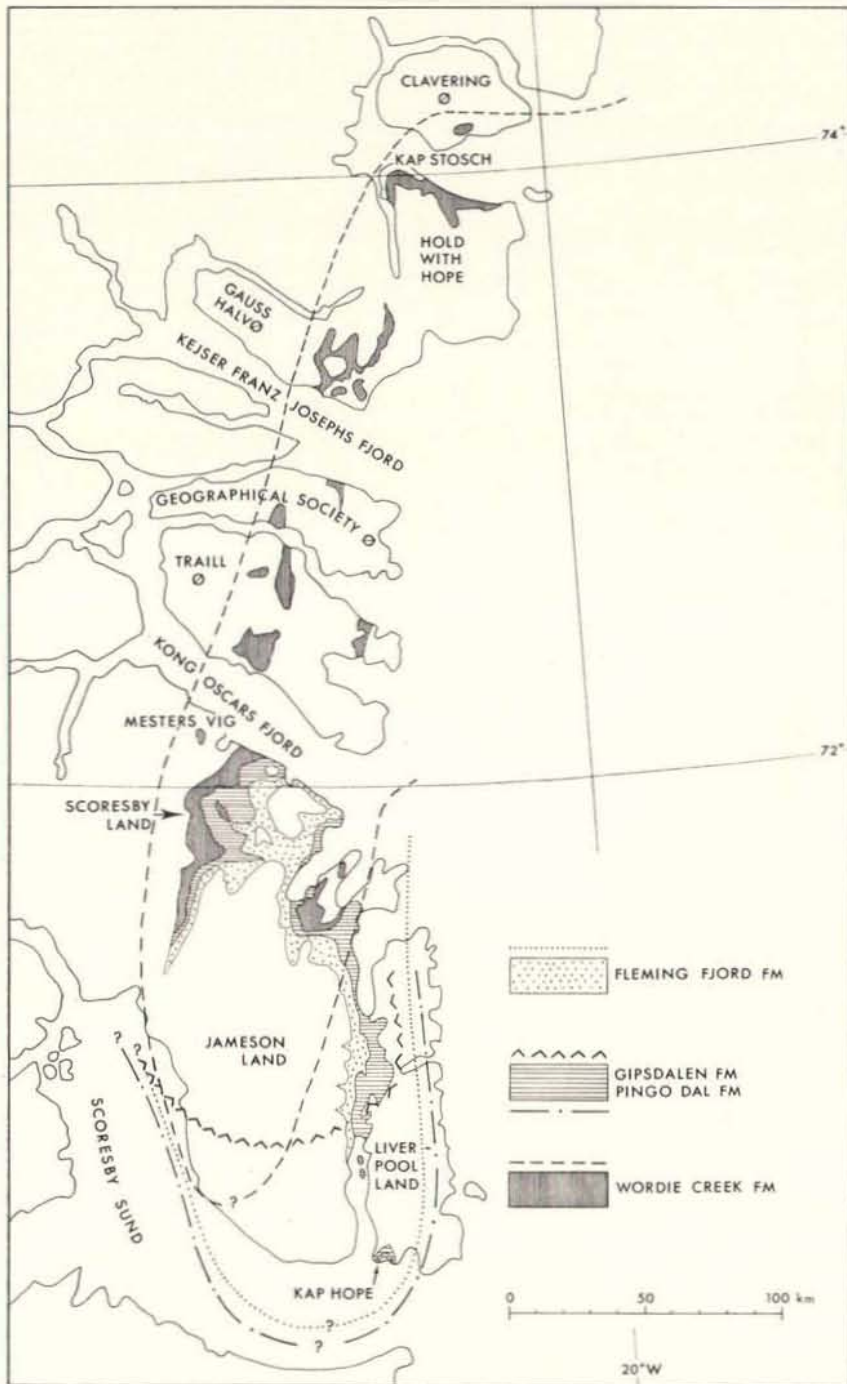 CLAVERING
Ø
74°
KAP STOSCH
HOLD
WITH
HOPE
GAUSS
HALVØ
KEJSER FRANZ JOSEPHS FJORD
GEOGRAPHICAL SOCIETY Ø
TRAILL
Ø
KONG OSCARS FJORD
MESTERS VIG
72°
SCORESBY
LAND
FLEMING FJORD FM
JAMESON
LAND
? ?
GIPSDALEN FM
PINGO DAL FM
SCORESBY SUND
LIVER
POOL
LAND
?
WORDIE CREEK FM
KAP HOPE
0 50 100 km
?
?
20°W